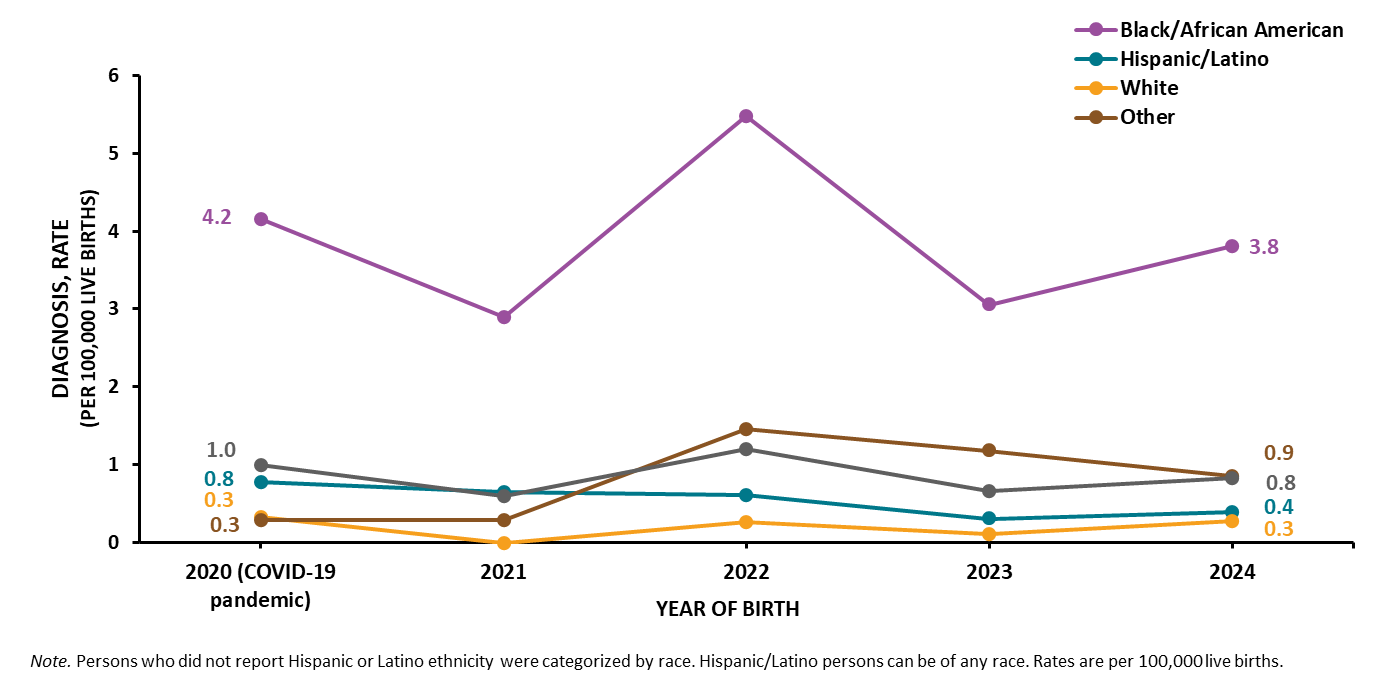 Black/African American
Hispanic/Latino
White
Other
DIAGNOSIS, RATE
(PER 100,000 LIVE BIRTHS)
6
5
4
3
2
1
0
4.2
1.0
0.8
0.3
0.3
3.8
0.9
0.8
0.4
0.3
2020 (COVID-19
pandemic)
2021
2022
2023
2024
YEAR OF BIRTH
Note. Persons who did not report Hispanic or Latino ethnicity were categorized by race. Hispanic/Latino persons can be of any race. Rates are per 100,000 live births.